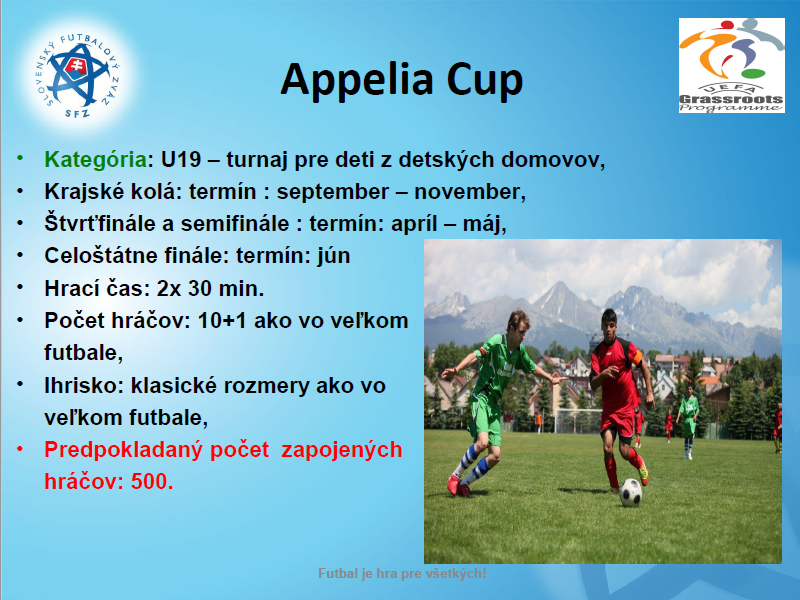 SLOVENSKÝ FUTBALOVÝ ZVÄZ
SFZ
Appelia Cup
UEFA
Grassroots
Programme
• Kategória: U19 – turnaj pre deti z detských domovov,
• Krajské kolá: termín : september – november,
• Štvrťfinále a semifinále : termín: apríl – máj,
• Celoštátne finále: termín: jún
• Hrací čas: 2x 30 min.
• Počet hráčov: 10+1 ako vo veľkom
futbale,
• Ihrisko: klasické rozmery ako vo
veľkom futbale,
• Predpokladaný počet  zapojených
hráčov: 500.
Futbal je hra pre všetkých!